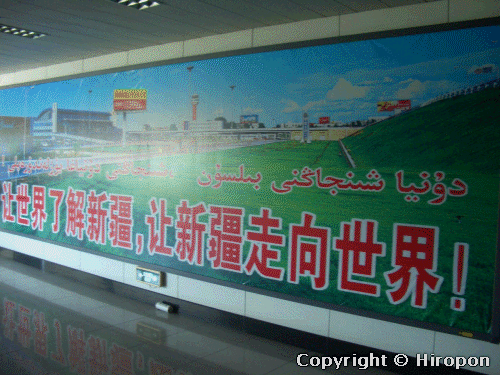 دۇنيا شىنجاڭنى بىلسۇن
让世界了解新疆,让新疆走向世界!
Copyright © Hiropon